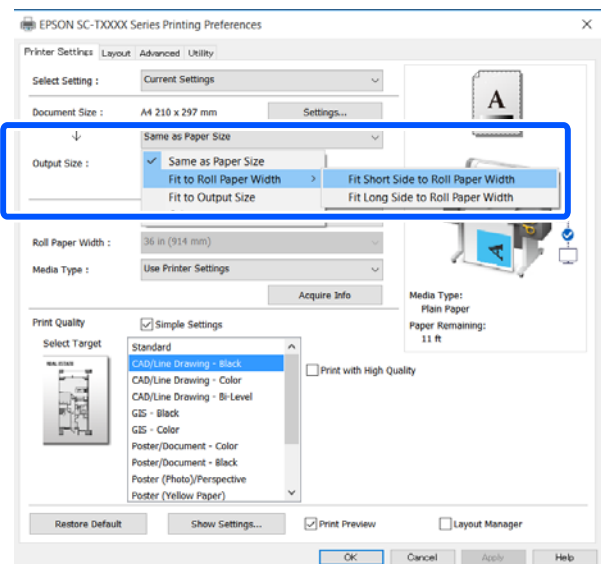 EPSON SC-TXXXX Series Printing Preferences
Printer Settings Layout Advanced Utility
Select Setting : Current Settings
Document Size : A4 210 x 297 mm Settings...
Same as Paper Size
Output Size :
Same as Paper Size
Fit to Roll Paper Width
Fit Short Side to Roll Paper Width
Fit to Output Size
Fit Long Side to Roll Paper Width
A
Roll Paper Width : 36 in (914 mm)
Media Type : Use Printer Settings
Acquire Info
Media Type:
Plain Paper
Paper Remaining:
11 ft
Print Quality Simple Settings
Select Target
Standard
CAD/Line Drawing - Black
CAD/Line Drawing - Color
CAD/Line Drawing - Bi-Level
GIS - Black
GIS - Color
Poster/Document - Color
Poster/Document - Black
Poster (Photo)/Perspective
Poster (Yellow Paper)
Print with High Quality
Restore Default Show Settings... Print Preview Layout Manager
OK Cancel Apply Help